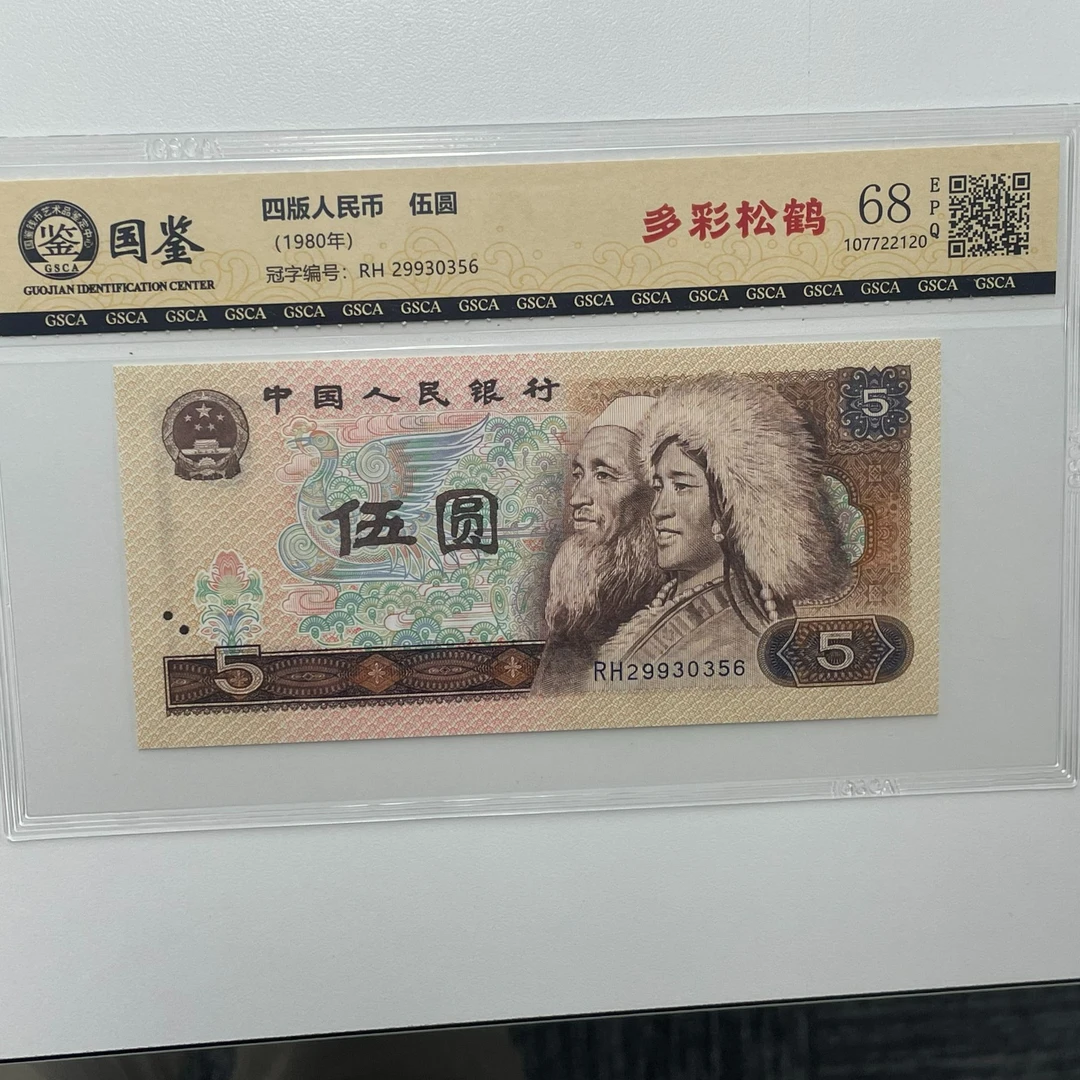 GSCA
国鉴
GSCA
GUOJIAN IDENTIFICATION CENTER
四版人民币 伍圆
(1980年)
冠字编号: RH 29930356
多彩松鹤
68
EPQ
107722120
GSCA GSCA GSCA GSCA GSCA GSCA GSCA GSCA GSCA GSCA GSCA GSCA GSCA GSCA GSCA GSCA GSCA
中国人民银行
5
伍圆
5
RH29930356
5
GSCA